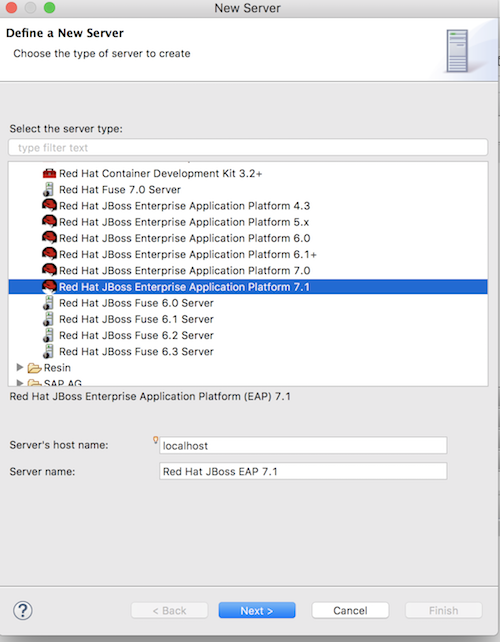 New Server
Define a New Server
Choose the type of server to create
Select the server type:
type filter text
Red Hat Container Development Kit 3.2+
Red Hat Fuse 7.0 Server
Red Hat JBoss Enterprise Application Platform 4.3
Red Hat JBoss Enterprise Application Platform 5.x
Red Hat JBoss Enterprise Application Platform 6.0
Red Hat JBoss Enterprise Application Platform 6.1+
Red Hat JBoss Enterprise Application Platform 7.0
Red Hat JBoss Enterprise Application Platform 7.1
Red Hat JBoss Fuse 6.0 Server
Red Hat JBoss Fuse 6.1 Server
Red Hat JBoss Fuse 6.2 Server
Red Hat JBoss Fuse 6.3 Server
Resin
SAP AG
Red Hat JBoss Enterprise Application Platform (EAP) 7.1
Server's host name: localhost
Server name: Red Hat JBoss EAP 7.1
? < Back Next > Cancel Finish